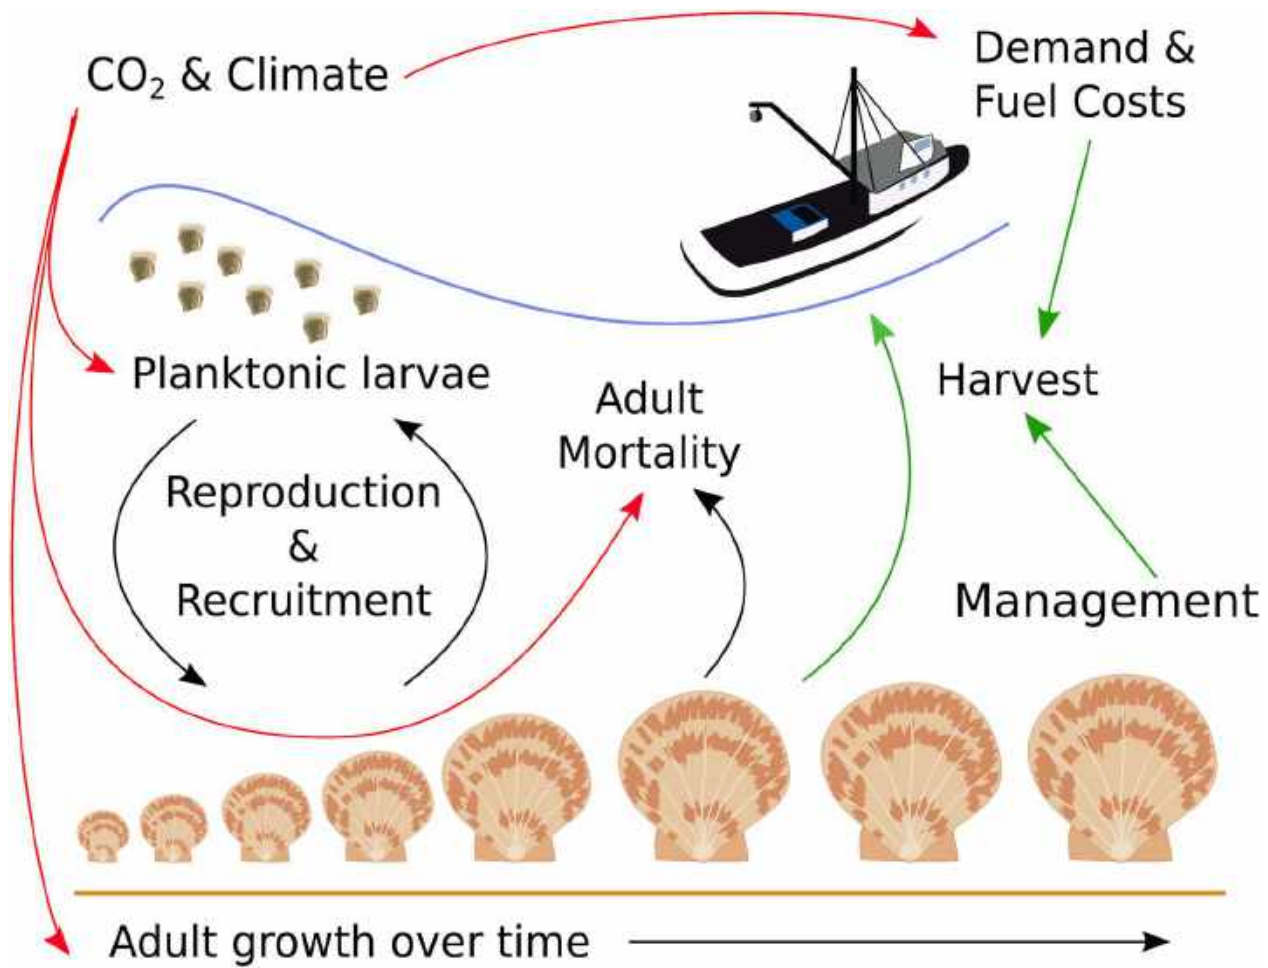 CO₂ & Climate
Demand &
Fuel Costs
Planktonic larvae
Adult
Mortality
Harvest
Reproduction
&
Recruitment
Management
Adult growth over time